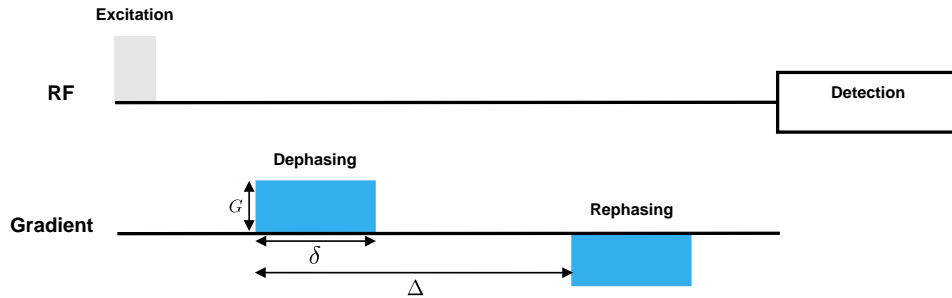 Excitation
RF
Detection
Dephasing
G
Rephasing
Gradient
δ
Δ